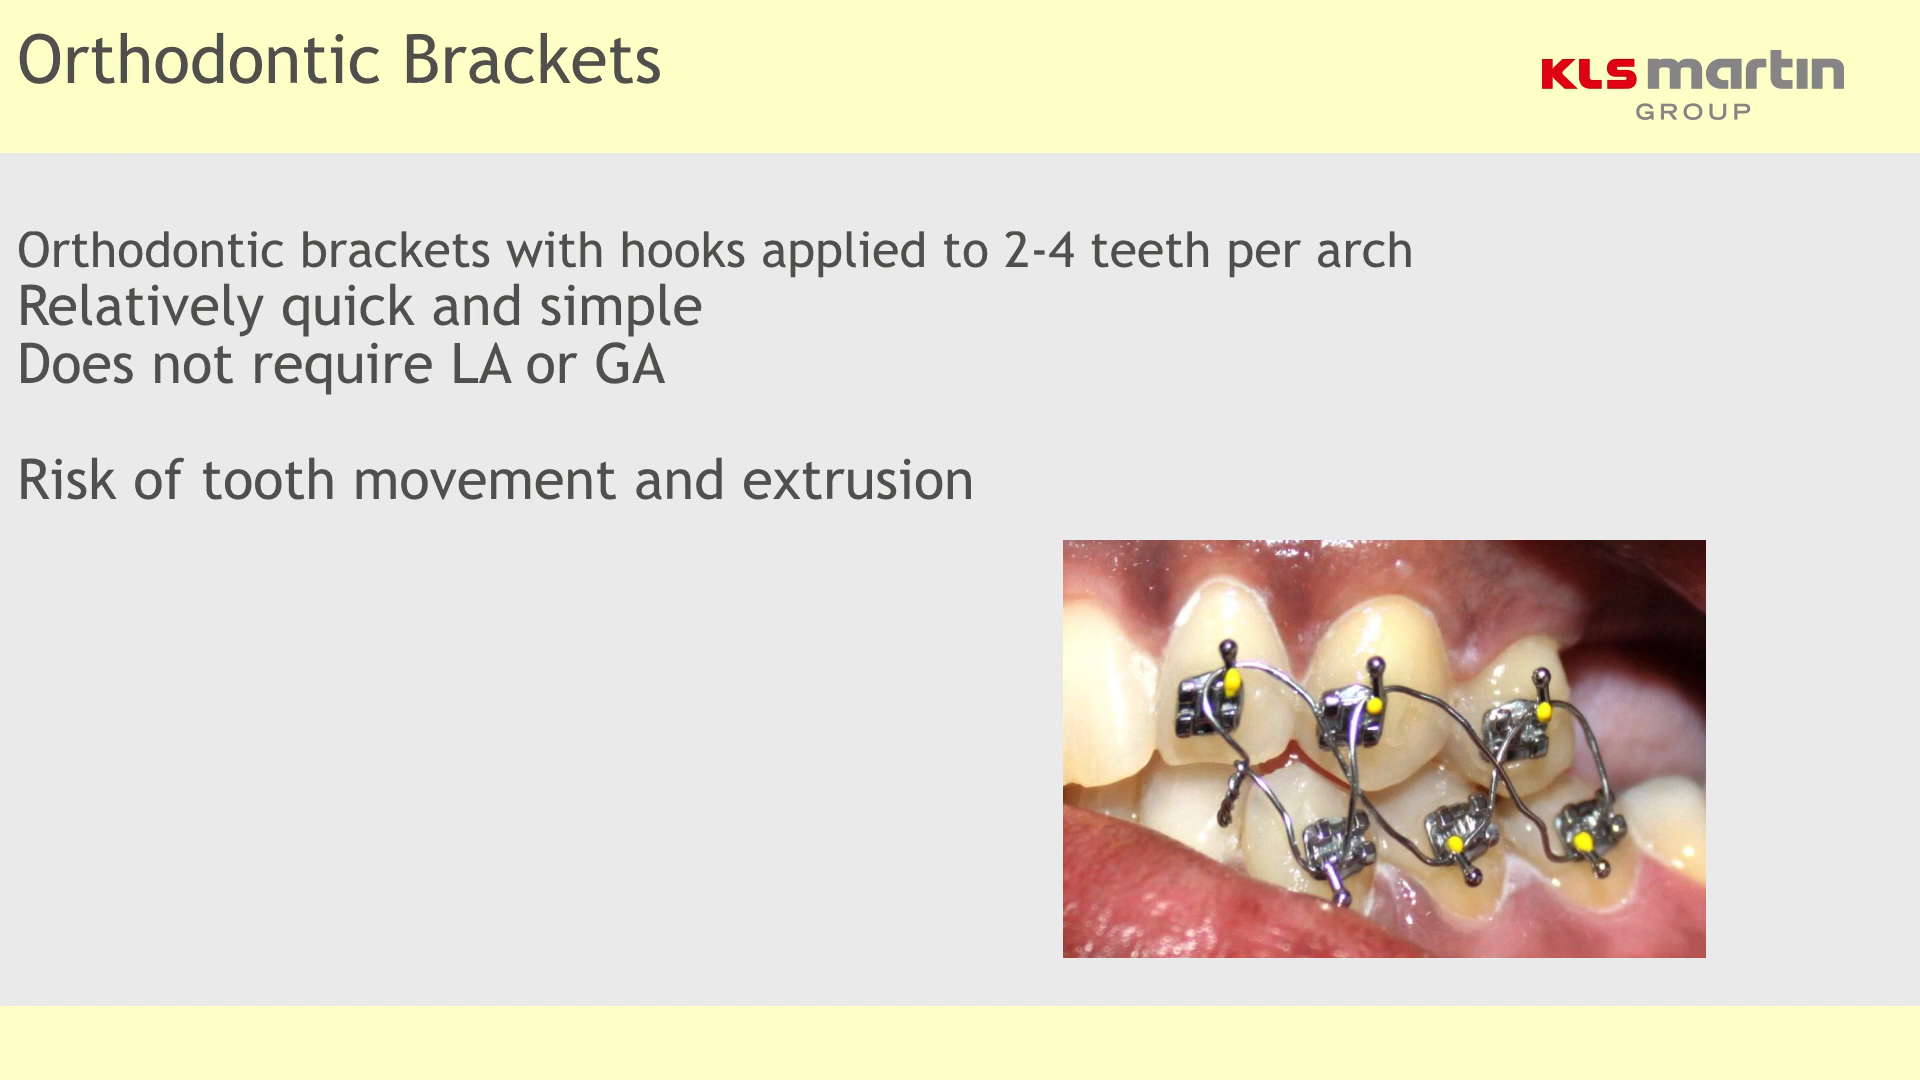 Orthodontic Brackets
KLS martin
GROUP
Orthodontic brackets with hooks applied to 2-4 teeth per arch
Relatively quick and simple
Does not require LA or GA
Risk of tooth movement and extrusion